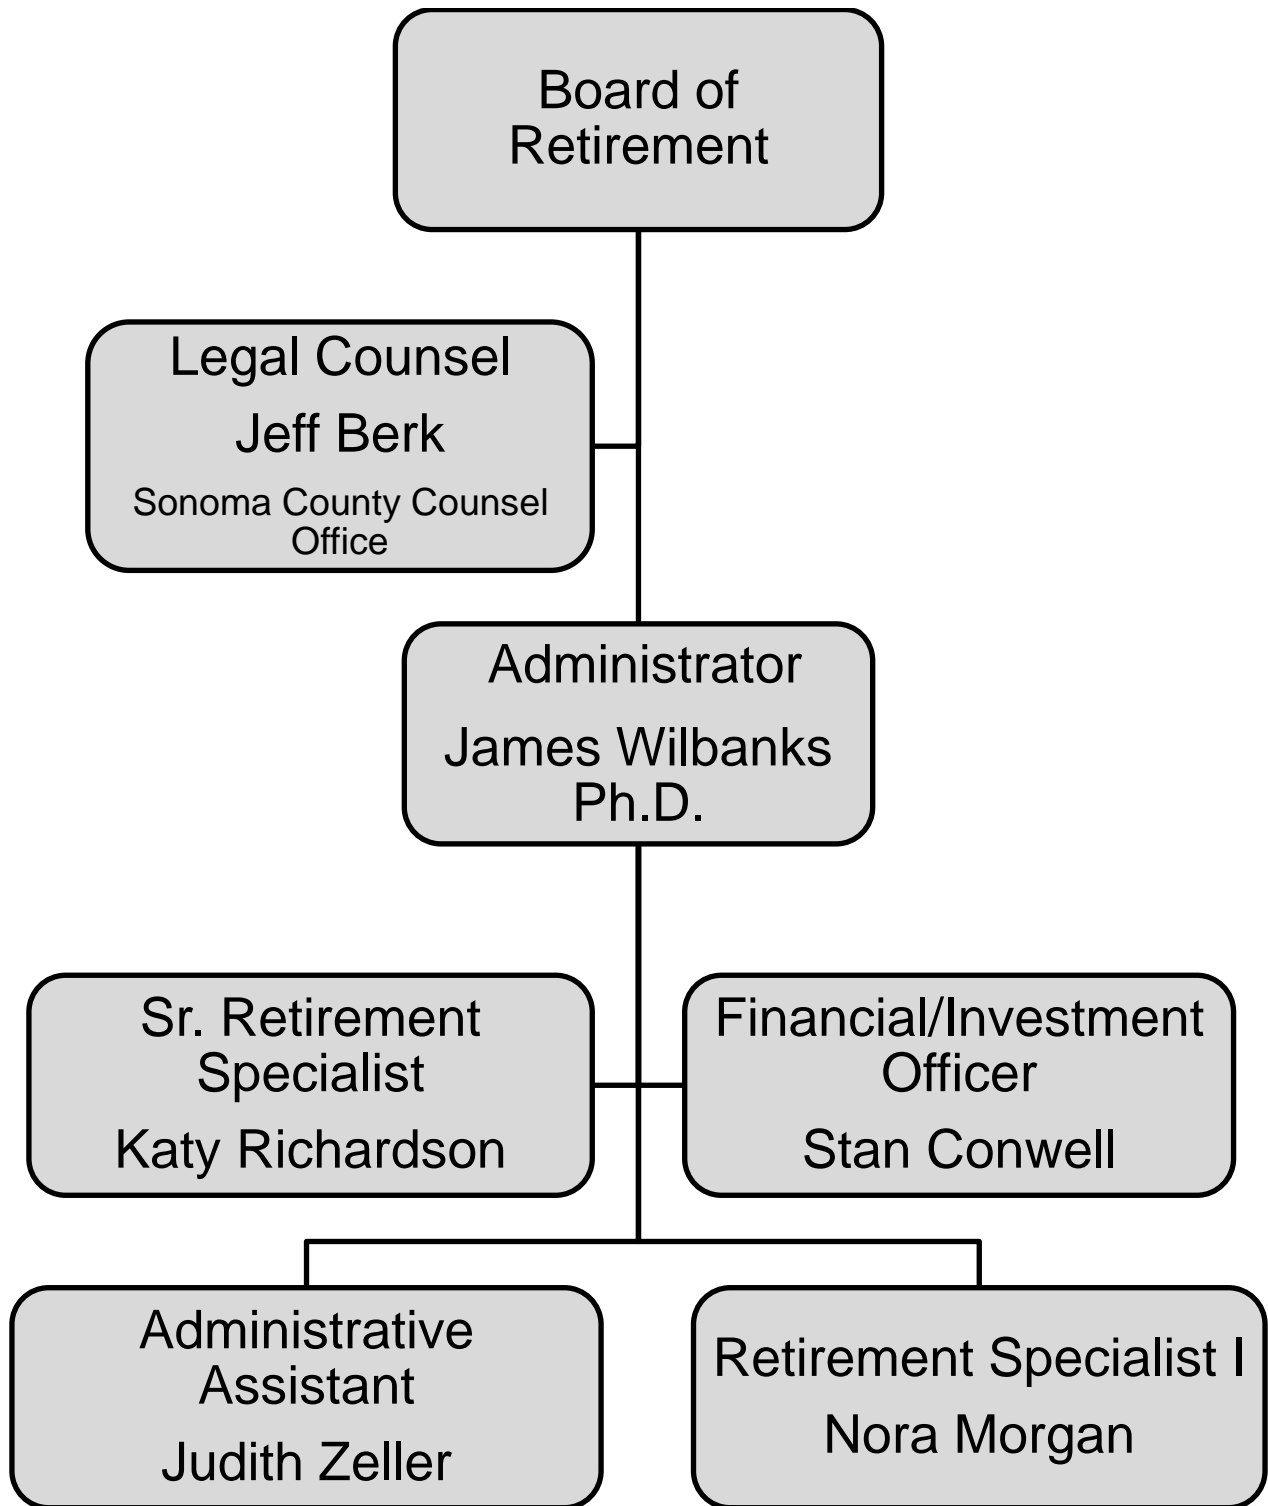 Board of
Retirement
Legal Counsel
Jeff Berk
Sonoma County Counsel
Office
Administrator
James Wilbanks
Ph.D.
Sr. Retirement
Specialist
Katy Richardson
Financial/Investment
Officer
Stan Conwell
Administrative
Assistant
Judith Zeller
Retirement Specialist I
Nora Morgan